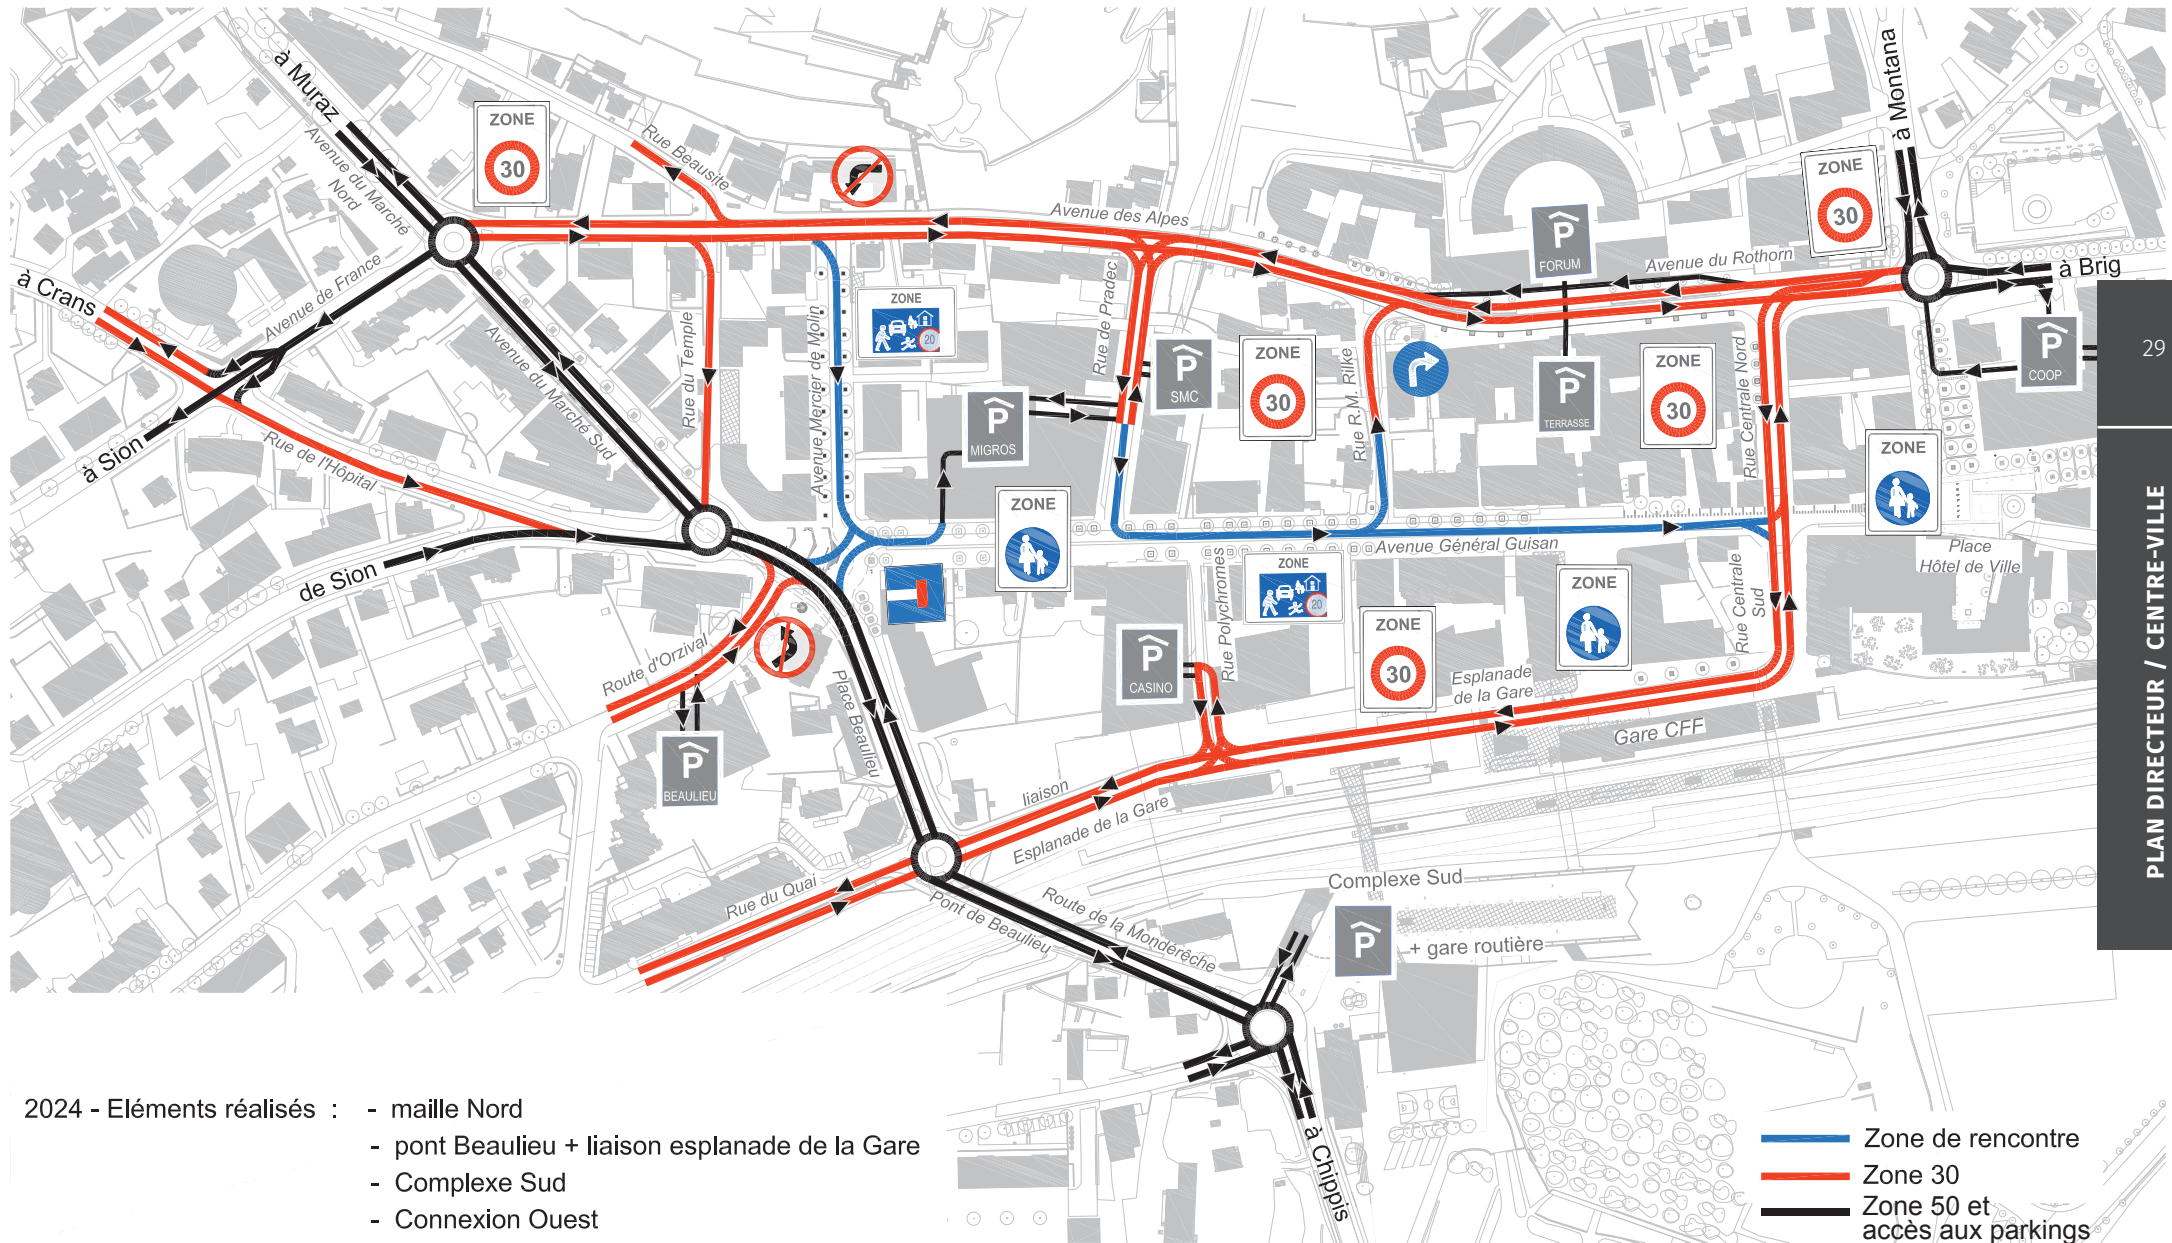 à Muraz
Avenue du Marché
Nord
ZONE
30
Rue Beausite
Avenue des Alpes
à Montana
ZONE
30
FORUM
P
Avenue du Rothorn
à Brig
à Crans
Avenue de France
Avenue du Marché Sud
Rue du Temple
Avenue Mercier de Molin
ZONE
20
Rue de Pradec
P
SMC
ZONE
30
Rue R.M. Rilke
P
TERRASSE
ZONE
30
Rue Centrale Nord
P
COOP
29
à Sion
Rue de l'Hôpital
P
MIGROS
ZONE
ZONE
de Sion
Avenue Général Guisan
Place
Hôtel de Ville
Rue Polychromes
ZONE
20
ZONE
Rue Centrale
Sud
Route d'Orzival
P
BEAULIEU
Place Beaulieu
P
CASINO
ZONE
30
Esplanade
de la Gare
Gare CFF
liaison
Esplanade de la Gare
Rue du Quai
Pont de Beaulieu
Route de la Mondérèche
Complexe Sud
P
+ gare routière
à Chippis
PLAN DIRECTEUR / CENTRE-VILLE
2024 - Eléments réalisés : - maille Nord
- pont Beaulieu + liaison esplanade de la Gare
- Complexe Sud
- Connexion Ouest
Zone de rencontre
Zone 30
Zone 50 et
accès aux parkings